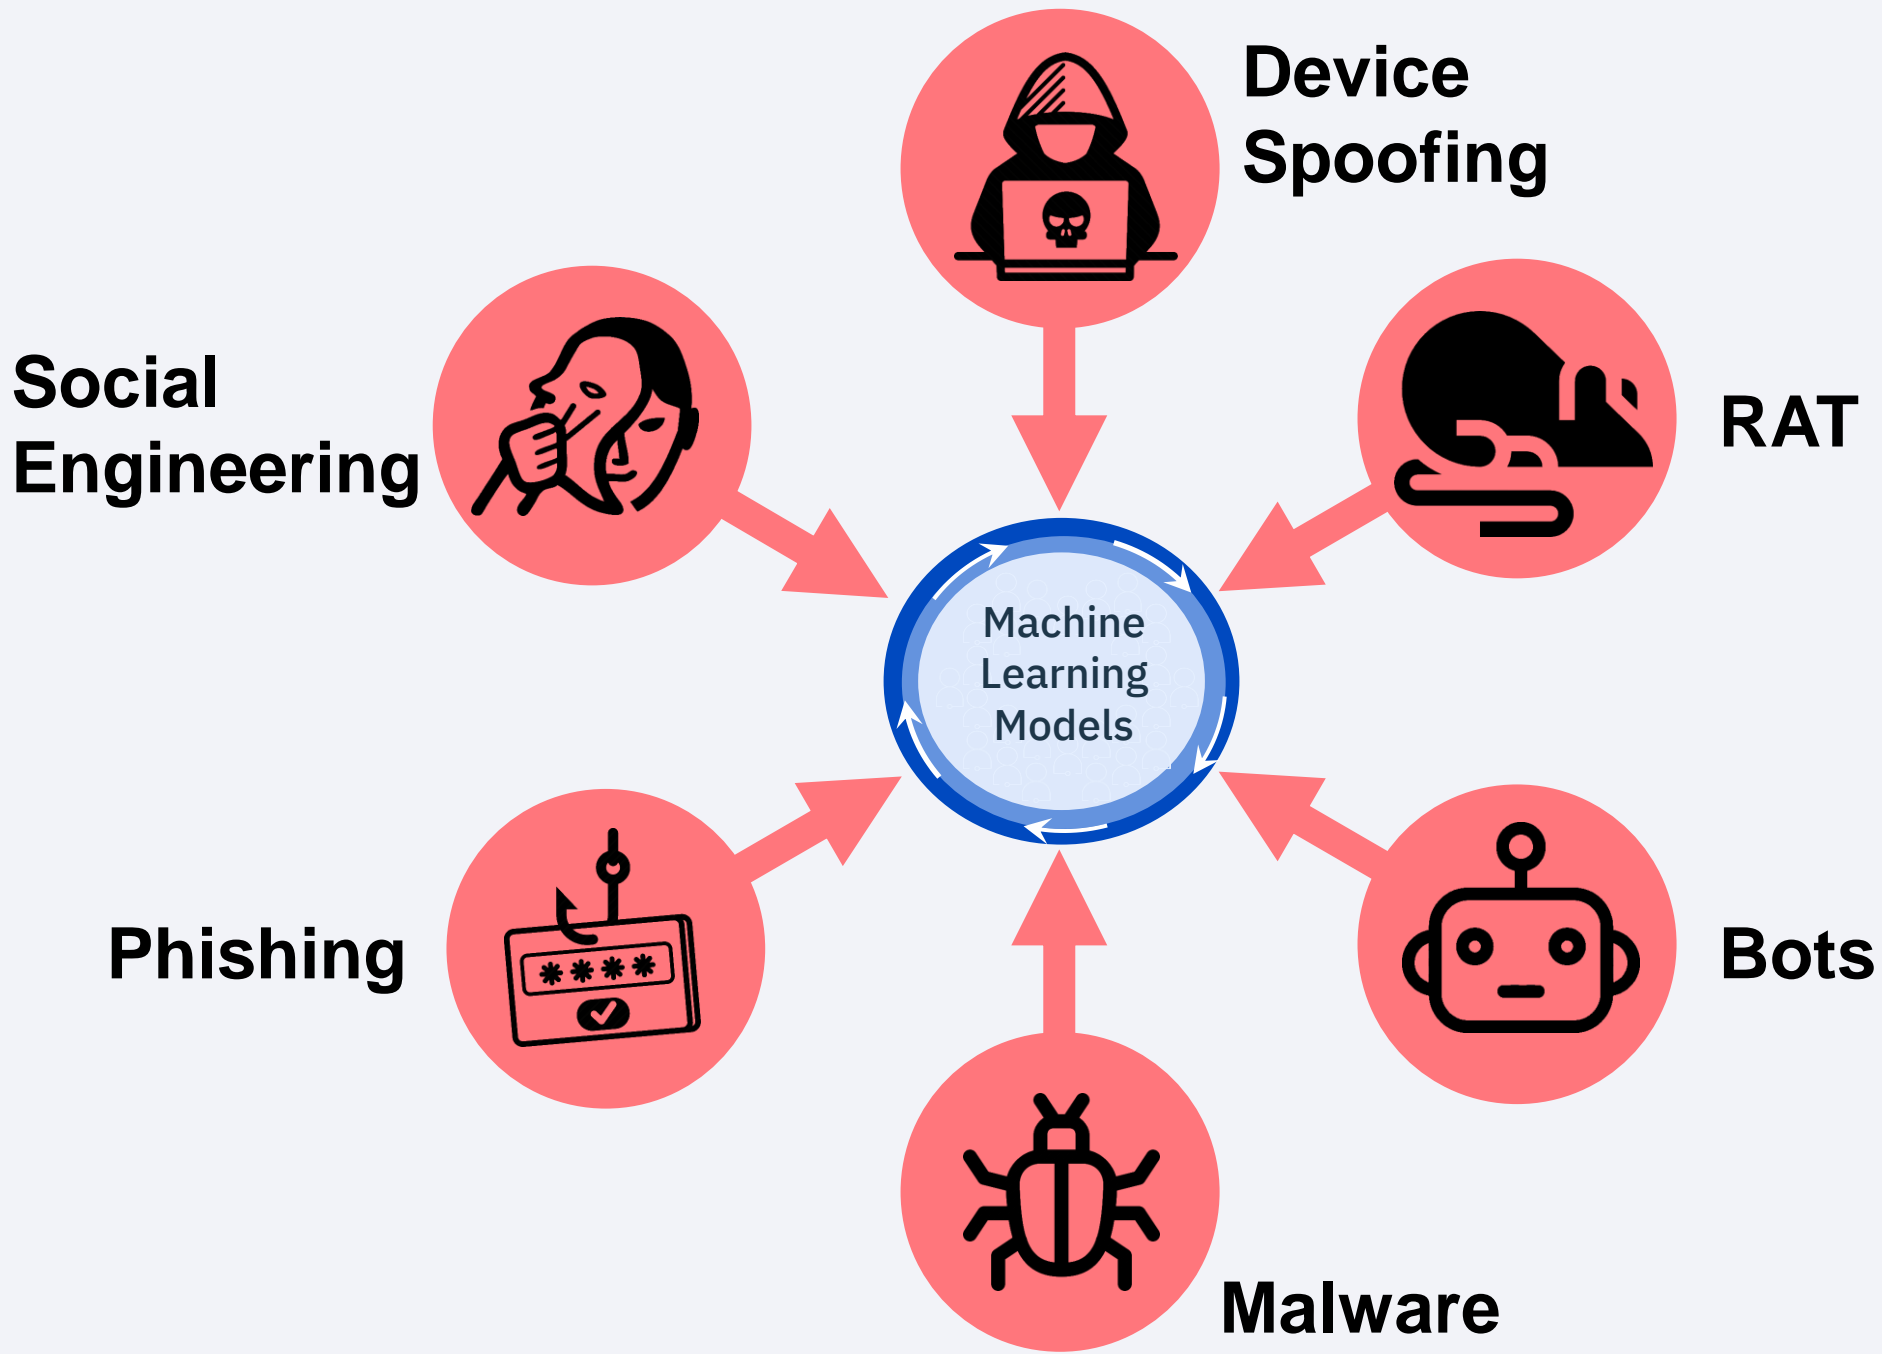 Device
Spoofing
Social
Engineering
RAT
Machine
Learning
Models
Phishing
Bots
Malware